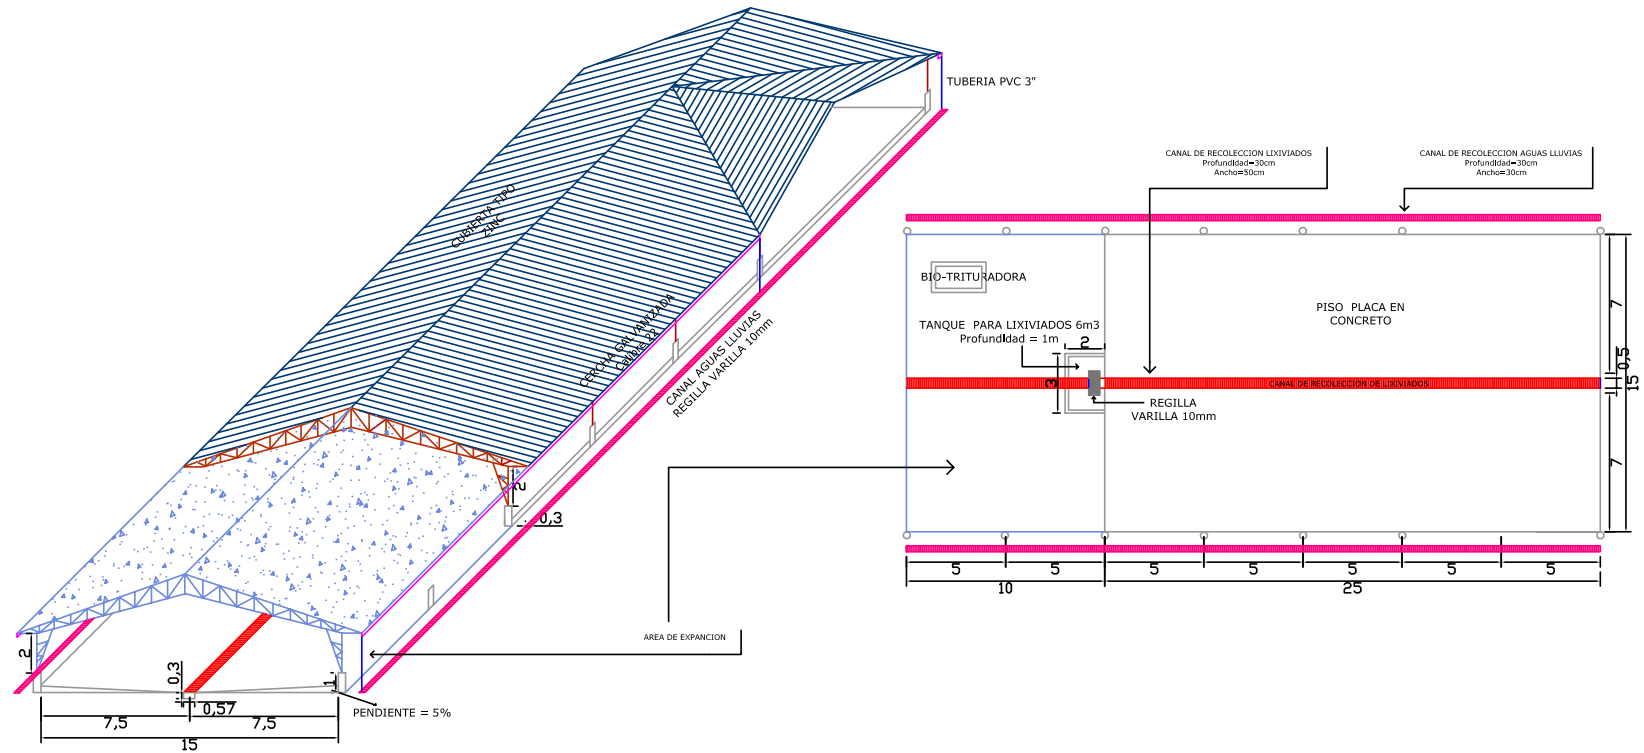 TUBERIA PVC 3"
CUBIERTA TIPO
ZINC
CERCHA GALVANIZADA
Calibre 22
CANAL AGUAS LLUVIAS
REGILLA VARILLA 10mm
2
0,3
2
0,3
1
0,57
7,5
7,5
15
PENDIENTE = 5%
AREA DE EXPANCION
CANAL DE RECOLECCION LIXIVIADOS
Profundidad=30cm
Ancho=50cm
CANAL DE RECOLECCION AGUAS LLUVIAS
Profundidad=30cm
Ancho=30cm
BIO-TRITURADORA
PISO PLACA EN
CONCRETO
TANQUE PARA LIXIVIADOS 6m3
Profundidad = 1m
2
3
CANAL DE RECOLECCION DE LIXIVIADOS
REGILLA
VARILLA 10mm
7
0,5
15
7
5
5
5
5
5
5
5
10
25